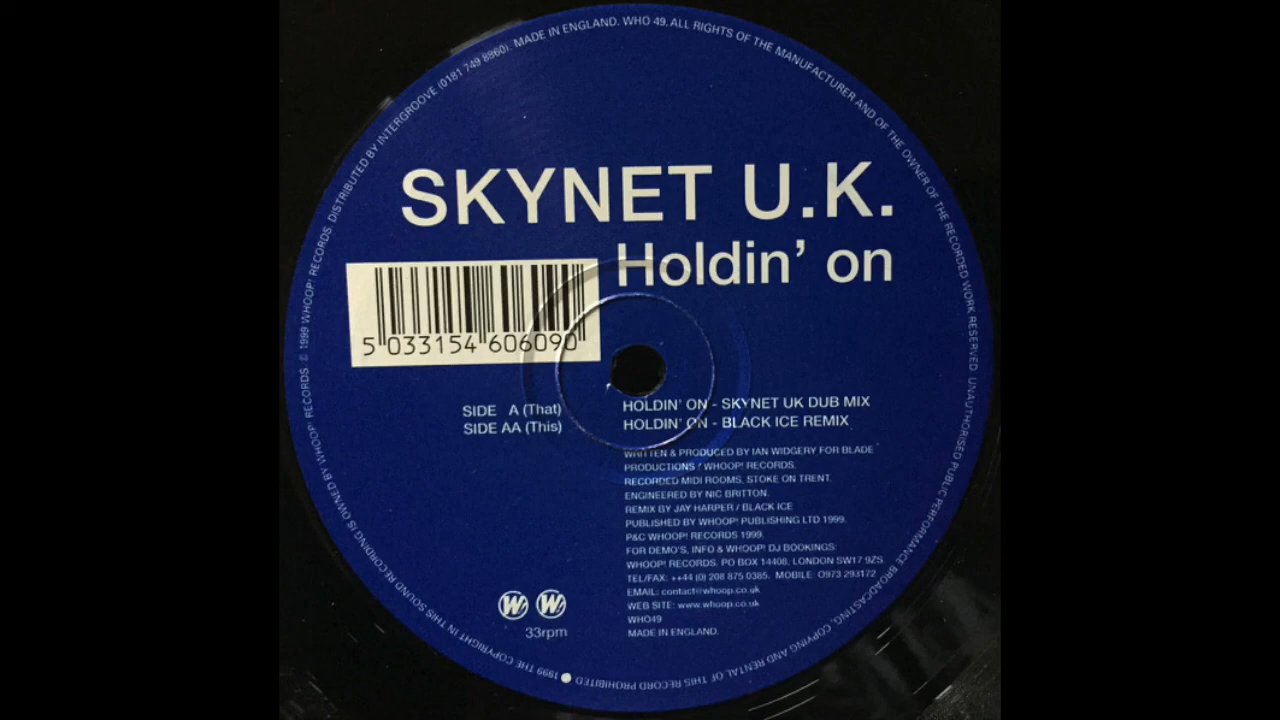 1999 THE COPYRIGHT IN THIS SOUND RECORDING IS OWNED BY WHOOP! RECORDS. © 1999 WHOOP! RECORDS. DISTRIBUTED BY INTERGROOVE (0181 749 8860). MADE IN ENGLAND. WHO 49. ALL RIGHTS OF THE MANUFACTURER AND OF THE OWNER OF THE RECORDED WORK RESERVED. UNAUTHORISED PUBLIC PERFORMANCE BROADCASTING, COPYING AND RENTAL OF THIS RECORD PROHIBITED
SKYNET U.K.
Holdin' on
5 033154 606090
SIDE A (That) HOLDIN' ON - SKYNET UK DUB MIX
SIDE AA (This) HOLDIN' ON - BLACK ICE REMIX
WRITTEN & PRODUCED BY IAN WIDGERY FOR BLADE
PRODUCTIONS / WHOOP! RECORDS.
RECORDED MIDI ROOMS, STOKE ON TRENT.
ENGINEERED BY NIC BRITTON.
REMIX BY JAY HARPER / BLACK ICE
PUBLISHED BY WHOOP! PUBLISHING LTD 1999.
P&C WHOOP! RECORDS 1999.
FOR DEMO'S, INFO & WHOOP! DJ BOOKINGS:
WHOOP! RECORDS. PO BOX 14408, LONDON SW17 9ZS
TEL/FAX: ++44 (0) 208 875 0385. MOBILE: O973 293172
EMAIL: contact@whoop.co.uk
WEB SITE: www.whoop.co.uk
WHO49
MADE IN ENGLAND.
W W
33rpm